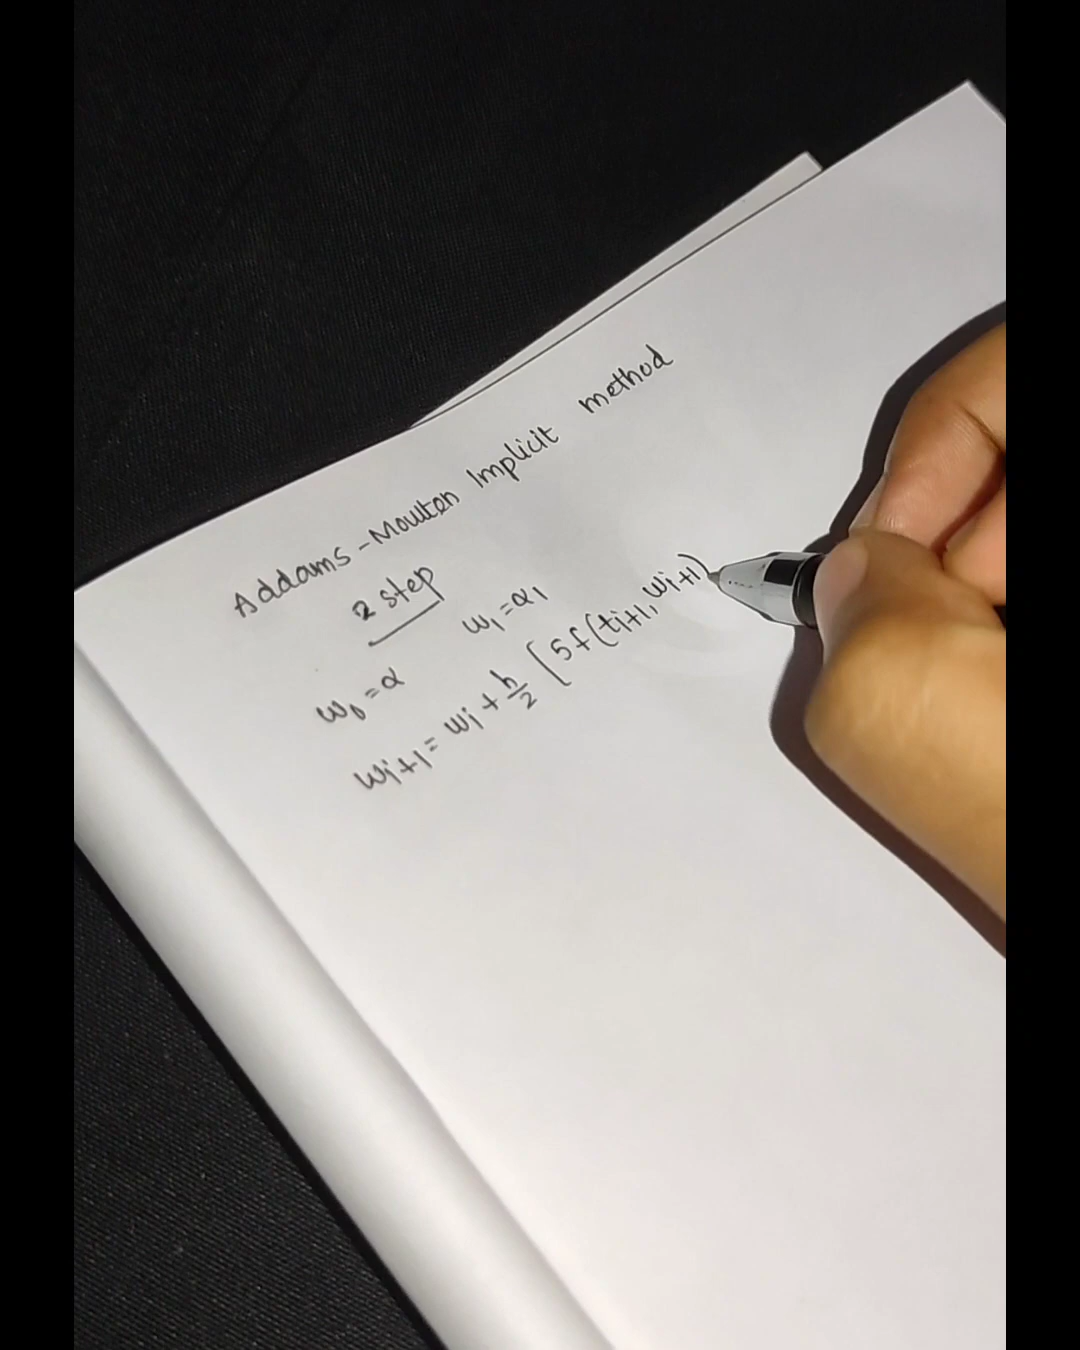 Addams-Moulton Implicit method
2 step
w₀ = α w₁ = α₁
wᵢ₊₁ = wᵢ + h/2 [5f(tᵢ₊₁, wᵢ₊₁)